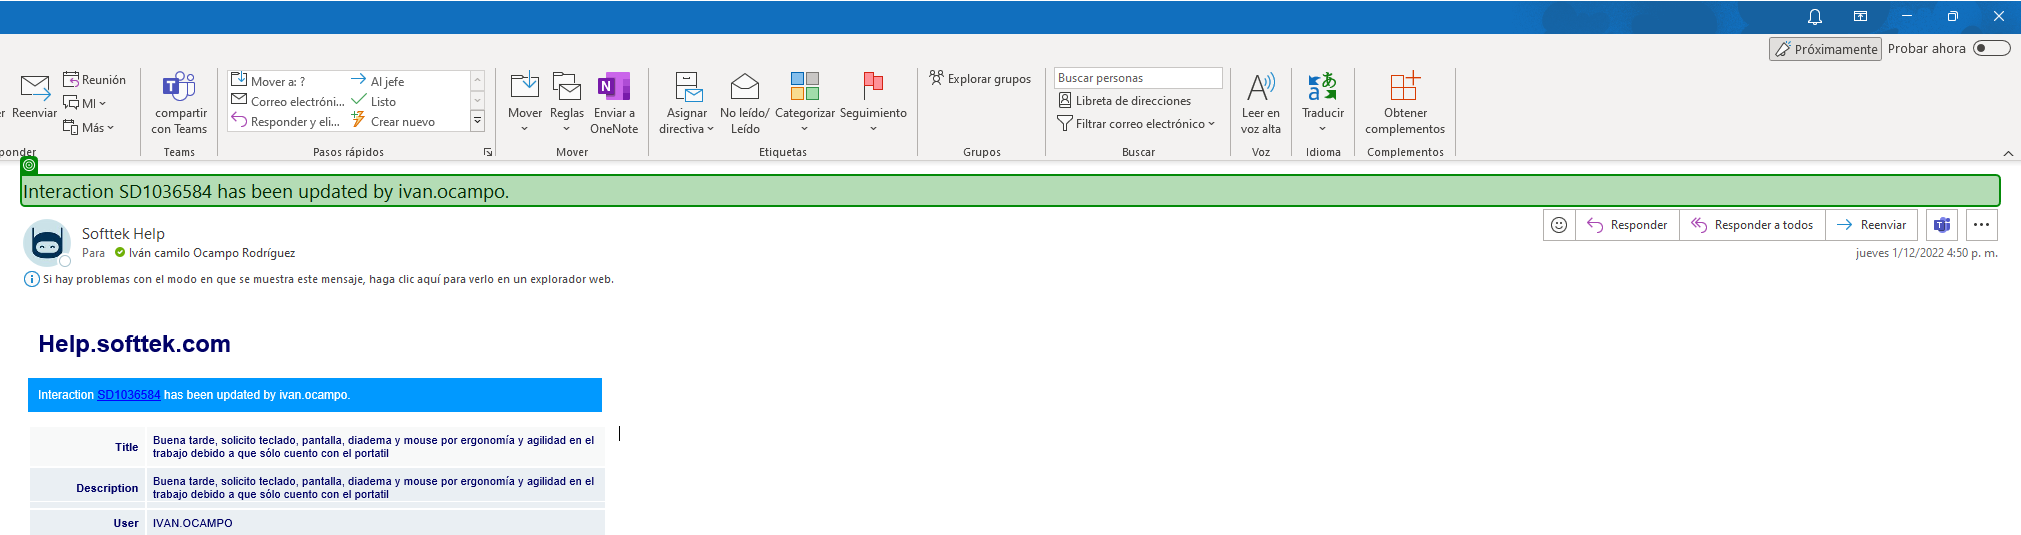 Próximamente Probar ahora
Reenviar
Reunión
MI
Más
compartir
con Teams
Teams
Mover a: ?
Al jefe
Correo electróni...
Listo
Responder y eli...
Crear nuevo
Pasos rápidos
Mover
Reglas
Enviar a
OneNote
Mover
Asignar
directiva
No leído/
Leído
Categorizar
Seguimiento
Etiquetas
Explorar grupos
Grupos
Buscar personas
Libreta de direcciones
Filtrar correo electrónico
Buscar
Leer en
voz alta
Voz
Traducir
Idioma
Obtener
complementos
Complementos
Interaction SD1036584 has been updated by ivan.ocampo.
Softtek Help
Para Iván camilo Ocampo Rodríguez
Responder
Responder a todos
Reenviar
jueves 1/12/2022 4:50 p. m.
Si hay problemas con el modo en que se muestra este mensaje, haga clic aquí para verlo en un explorador web.
Help.softtek.com
Interaction SD1036584 has been updated by ivan.ocampo.
Title
Buena tarde, solicito teclado, pantalla, diadema y mouse por ergonomía y agilidad en el
trabajo debido a que sólo cuento con el portatil
Description
Buena tarde, solicito teclado, pantalla, diadema y mouse por ergonomía y agilidad en el
trabajo debido a que sólo cuento con el portatil
User
IVAN.OCAMPO